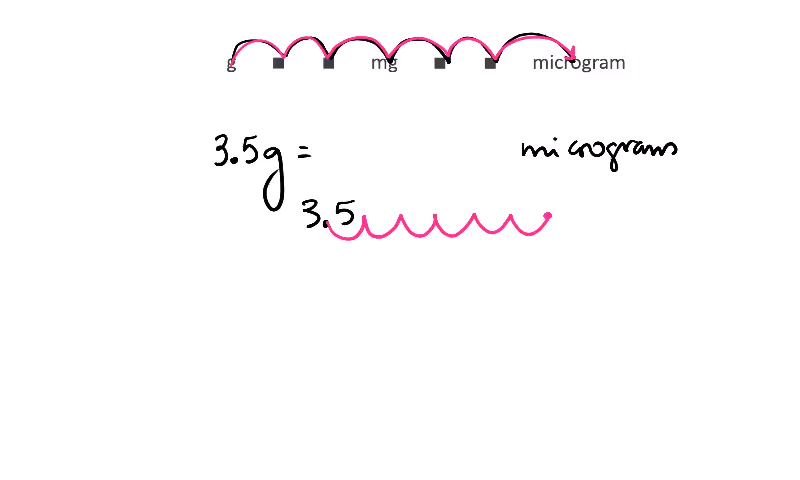 g ■ ■ mg ■ ■ microgram
3.5g = micrograms
3.5